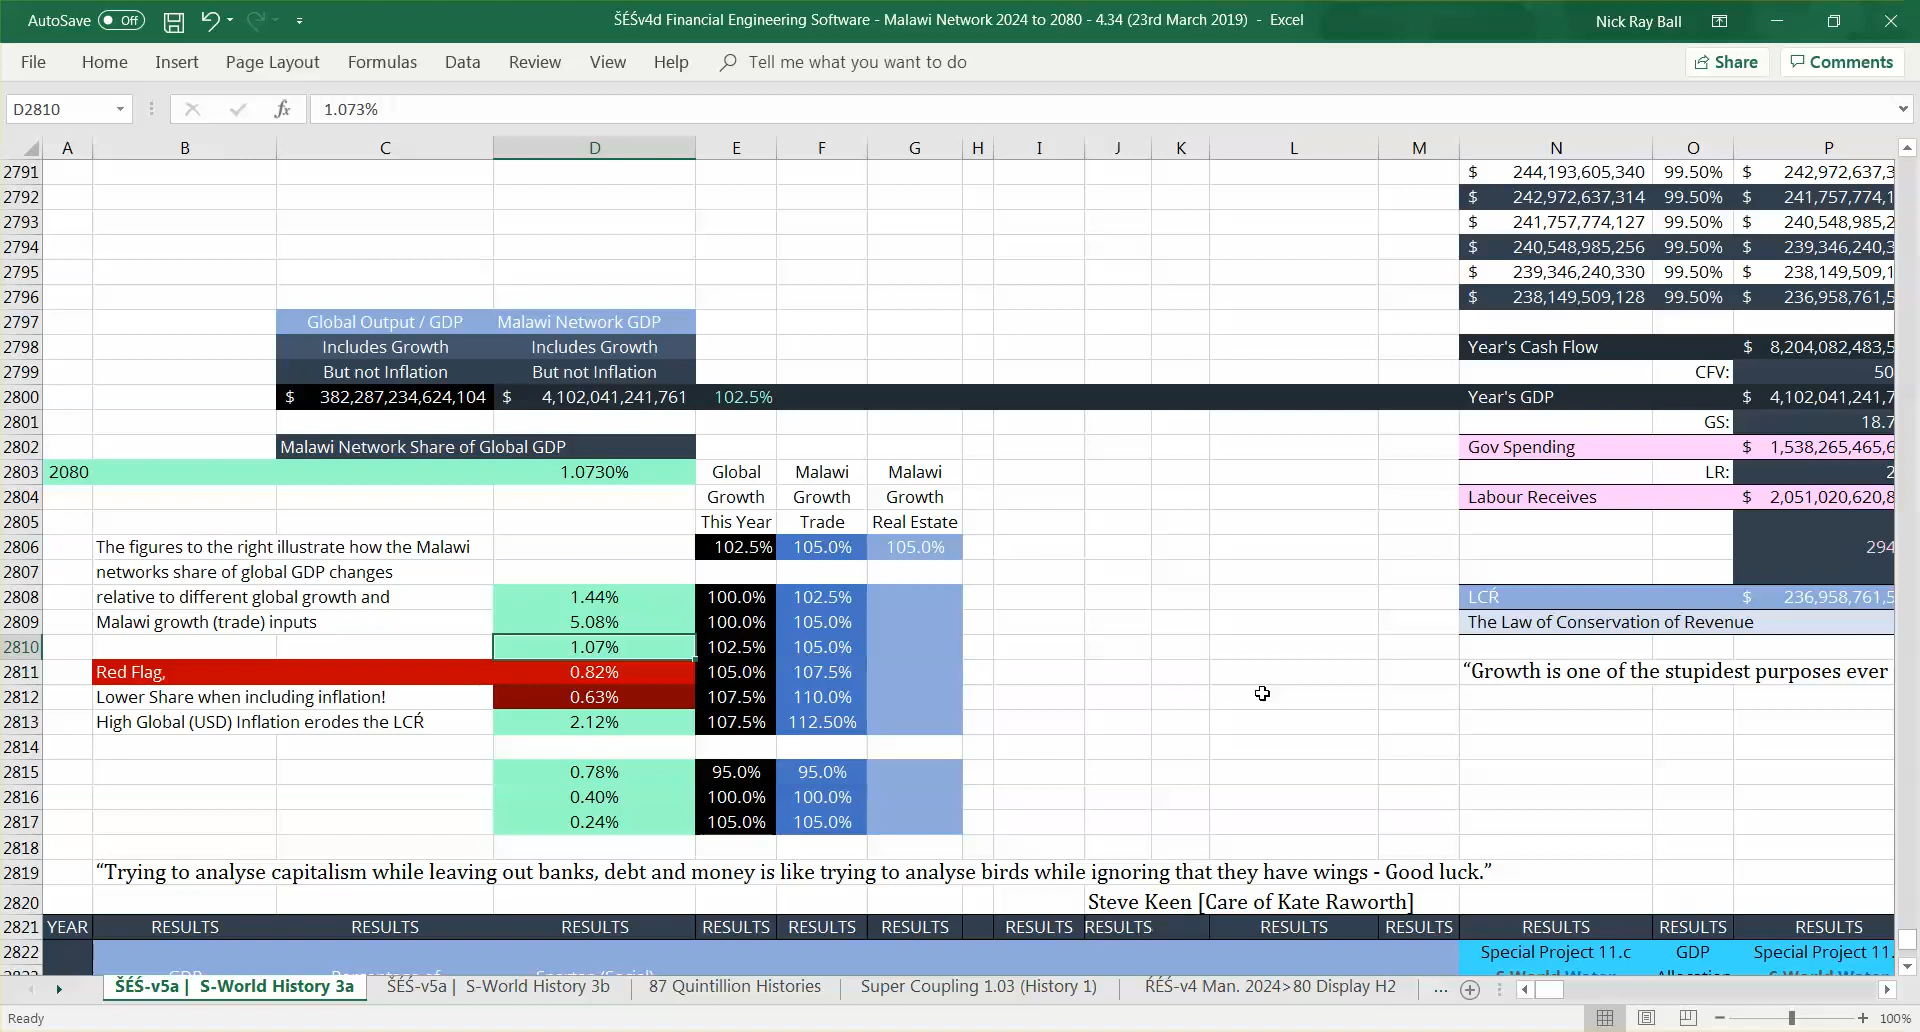 AutoSave Off ŠÉŚv4d Financial Engineering Software - Malawi Network 2024 to 2080 - 4.34 (23rd March 2019) - Excel Nick Ray Ball
File Home Insert Page Layout Formulas Data Review View Help Tell me what you want to do Share Comments
D2810 fx 1.073%
A B C D E F G H I J K L M N O P
2791 $ 244,193,605,340 99.50% $ 242,972,637,3
2792 $ 242,972,637,314 99.50% $ 241,757,774,1
2793 $ 241,757,774,127 99.50% $ 240,548,985,2
2794 $ 240,548,985,256 99.50% $ 239,346,240,3
2795 $ 239,346,240,330 99.50% $ 238,149,509,1
2796 $ 238,149,509,128 99.50% $ 236,958,761,5
2797 Global Output / GDP Malawi Network GDP
2798 Includes Growth Includes Growth Year's Cash Flow $ 8,204,082,483,5
2799 But not Inflation But not Inflation CFV: 50
2800 $ 382,287,234,624,104 $ 4,102,041,241,761 102.5% Year's GDP $ 4,102,041,241,7
2801 GS: 18.7
2802 Malawi Network Share of Global GDP Gov Spending $ 1,538,265,465,6
2803 2080 1.0730% Global Malawi Malawi LR: 2
2804 Growth Growth Growth Labour Receives $ 2,051,020,620,8
2805 This Year Trade Real Estate
2806 The figures to the right illustrate how the Malawi 102.5% 105.0% 105.0% 294
2807 networks share of global GDP changes
2808 relative to different global growth and 1.44% 100.0% 102.5% LCŔ $ 236,958,761,5
2809 Malawi growth (trade) inputs 5.08% 100.0% 105.0% The Law of Conservation of Revenue
2810 1.07% 102.5% 105.0%
2811 Red Flag, 0.82% 105.0% 107.5% “Growth is one of the stupidest purposes ever
2812 Lower Share when including inflation! 0.63% 107.5% 110.0%
2813 High Global (USD) Inflation erodes the LCŔ 2.12% 107.5% 112.50%
2814
2815 0.78% 95.0% 95.0%
2816 0.40% 100.0% 100.0%
2817 0.24% 105.0% 105.0%
2818
2819 “Trying to analyse capitalism while leaving out banks, debt and money is like trying to analyse birds while ignoring that they have wings - Good luck.”
2820 Steve Keen [Care of Kate Raworth]
2821 YEAR RESULTS RESULTS RESULTS RESULTS RESULTS RESULTS RESULTS RESULTS RESULTS RESULTS RESULTS RESULTS RESULTS
2822 Special Project 11.c GDP Special Project 11.
ŠÉŚ-v5a | S-World History 3a ŠÉŚ-v5a | S-World History 3b 87 Quintillion Histories Super Coupling 1.03 (History 1) ŔÉŚ-v4 Man. 2024>80 Display H2 ...
Ready 100%